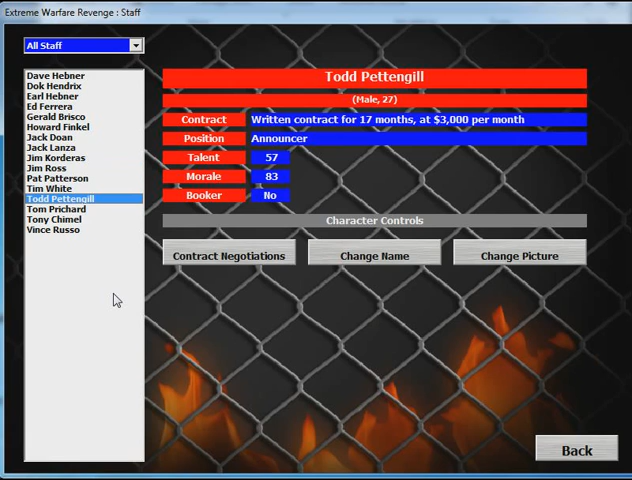 Extreme Warfare Revenge : Staff
All Staff
Dave Hebner
Dok Hendrix
Earl Hebner
Ed Ferrera
Gerald Brisco
Howard Finkel
Jack Doan
Jack Lanza
Jim Korderas
Jim Ross
Pat Patterson
Tim White
Todd Pettengill
Tom Prichard
Tony Chimel
Vince Russo
Todd Pettengill
(Male, 27)
Contract Written contract for 17 months, at $3,000 per month
Position Announcer
Talent 57
Morale 83
Booker No
Character Controls
Contract Negotiations Change Name Change Picture
Back